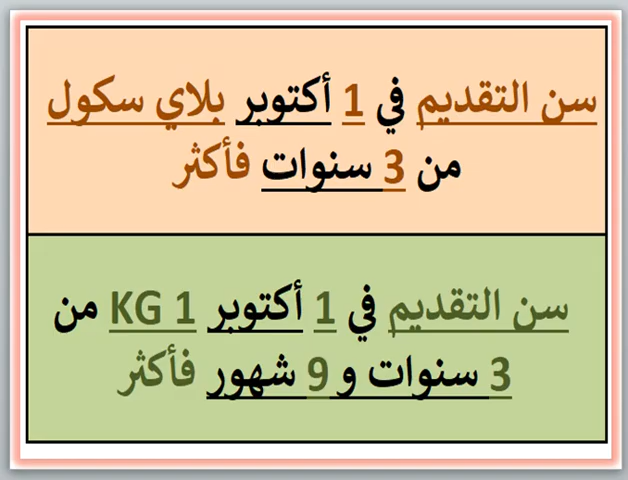 سن التقديم في 1 أكتوبر بلاي سكول
من 3 سنوات فأكثر
سن التقديم في 1 أكتوبر KG 1 من
3 سنوات و 9 شهور فأكثر